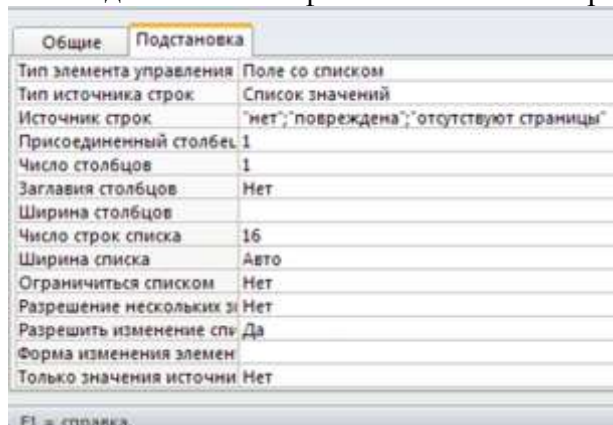 Общие Подстановка
Тип элемента управления Поле со списком
Тип источника строк Список значений
Источник строк "нет";"повреждена";"отсутствуют страницы"
Присоединенный столбец 1
Число столбцов 1
Заглавия столбцов Нет
Ширина столбцов
Число строк списка 16
Ширина списка Авто
Ограничиться списком Нет
Разрешение нескольких з Нет
Разрешить изменение спи Да
Форма изменения элемен
Только значения источни Нет
F1 = справка